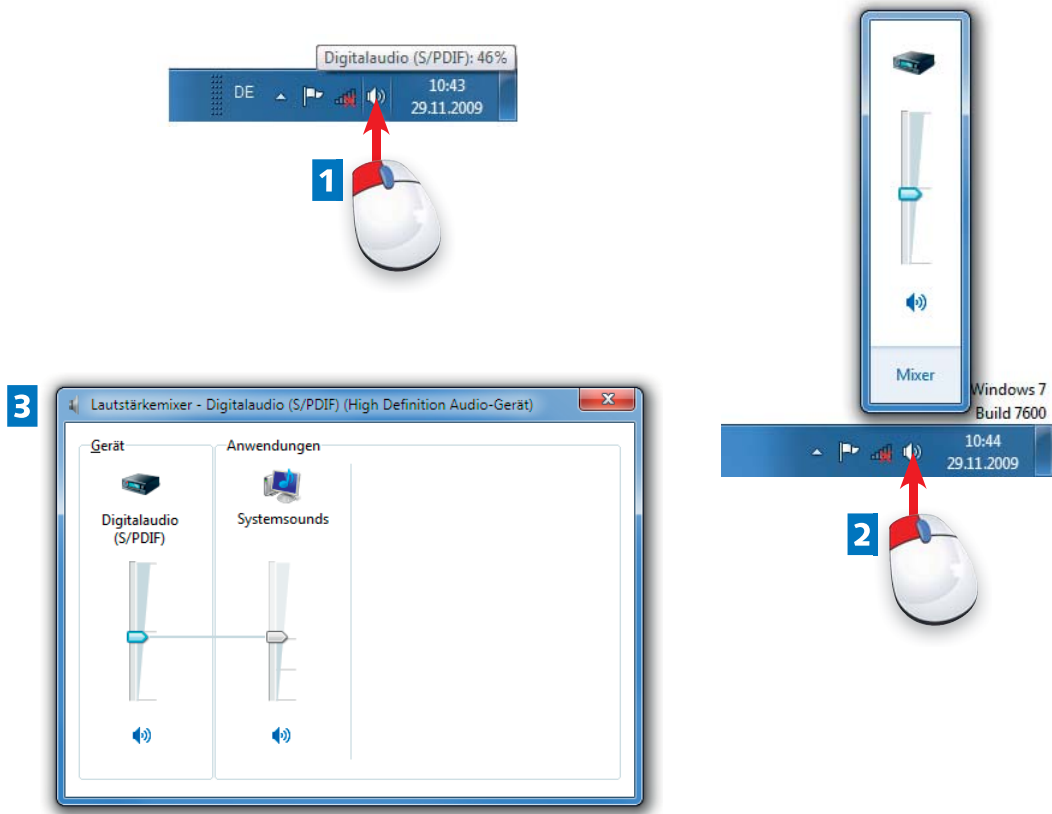 Digitalaudio (S/PDIF): 46%
DE
10:43
29.11.2009
1
Mixer
Windows 7
Build 7600
10:44
29.11.2009
2
3
Lautstärkemixer - Digitalaudio (S/PDIF) (High Definition Audio-Gerät)
Gerät
Anwendungen
Digitalaudio
(S/PDIF)
Systemsounds